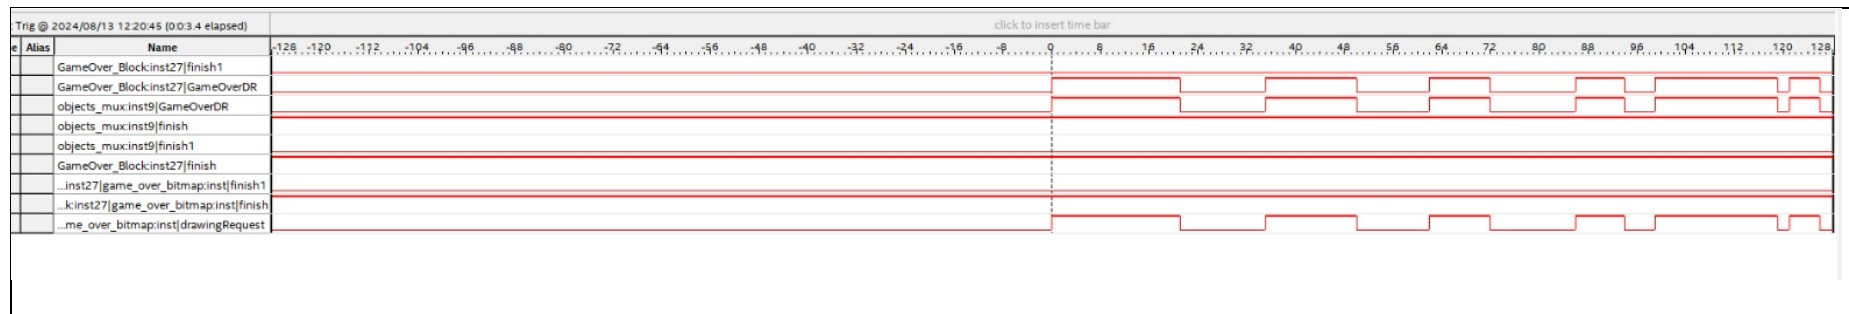 Trig @ 2024/08/13 12:20:45 (0:0:3.4 elapsed) click to insert time bar
e Alias Name -128 -120 -112 -104 -96 -88 -80 -72 -64 -56 -48 -40 -32 -24 -16 -8 0 8 16 24 32 40 48 56 64 72 80 88 96 104 112 120 128
GameOver_Block:inst27|finish1
GameOver_Block:inst27|GameOverDR
objects_mux:inst9|GameOverDR
objects_mux:inst9|finish
objects_mux:inst9|finish1
GameOver_Block:inst27|finish
...inst27|game_over_bitmap:inst|finish1
...k:inst27|game_over_bitmap:inst|finish
...me_over_bitmap:inst|drawingRequest